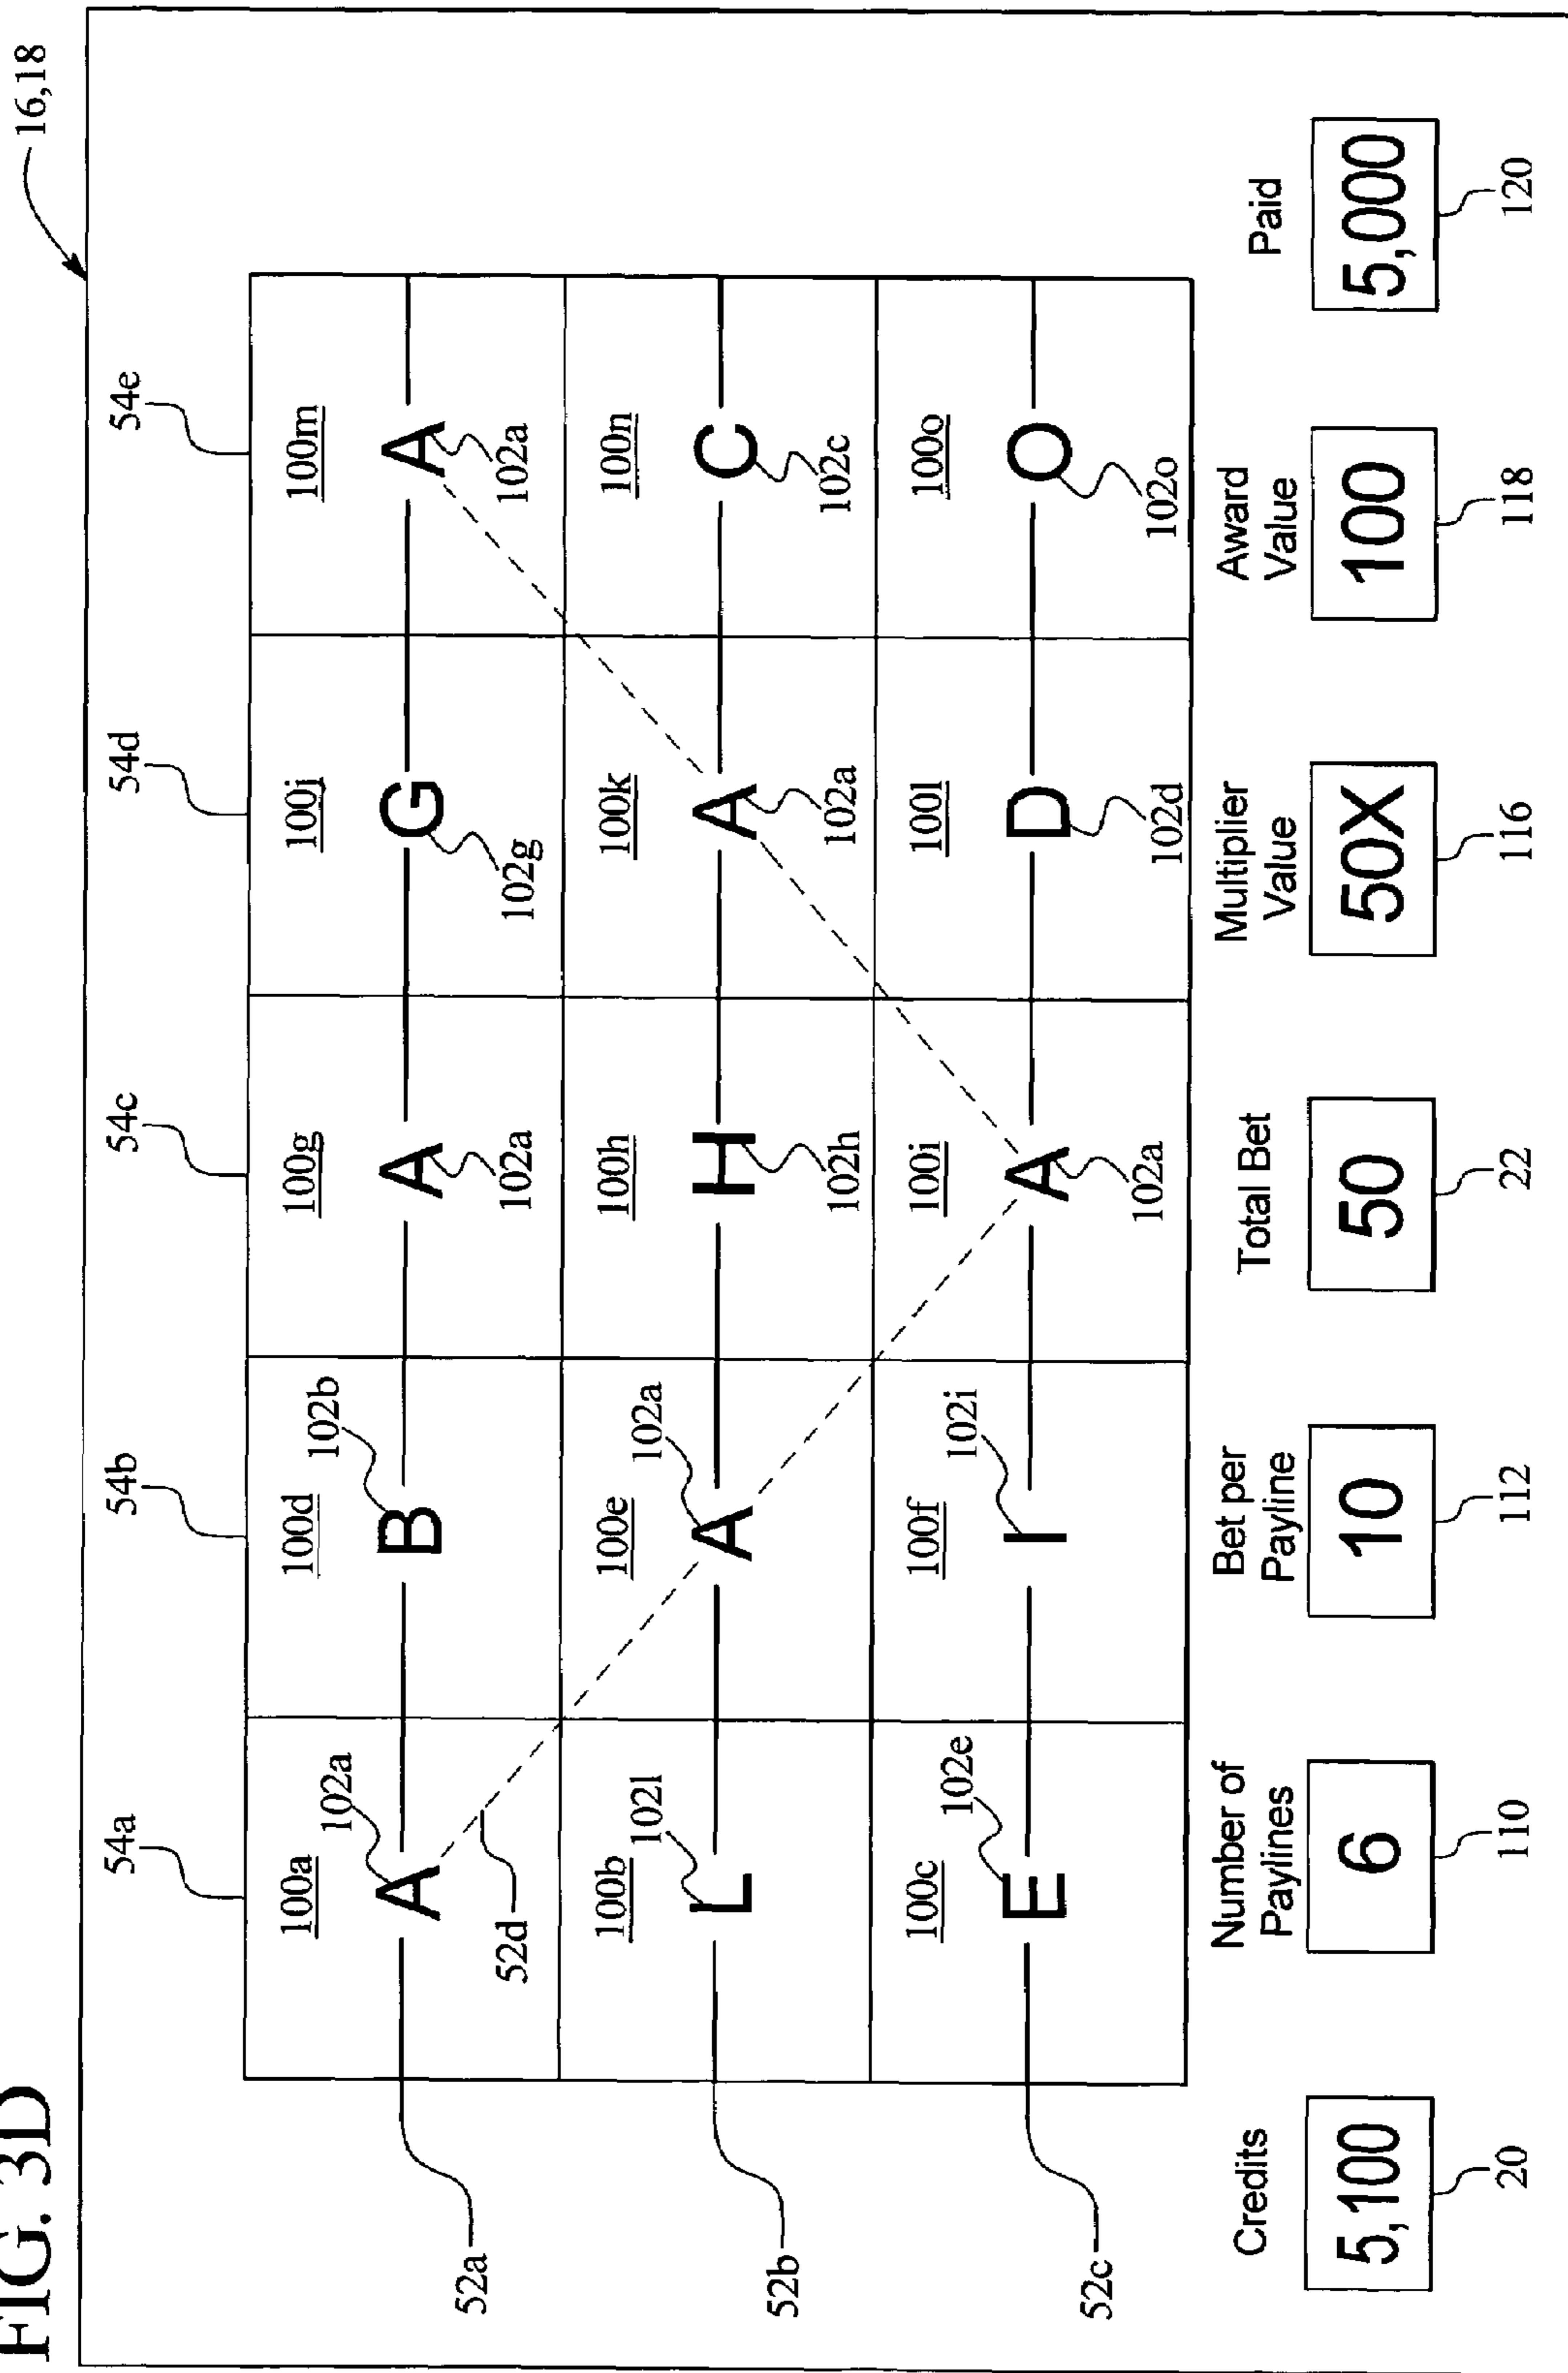 FIG. 3D
16,18
54a 54b 54c 54d 54e
100a 100d 100g 100j 100m
102a 102b
A B A G A
52a
52d 102a 102g 102a
100b 100e 100h 100k 100n
102l 102a
L A H A C
52b
102h 102a 102c
100c 100f 100i 100l 100o
102e 102i
E I A D O
52c
102a 102d 102o
Credits Number of Paylines Bet per Payline Total Bet Multiplier Value Award Value Paid
5,100 6 10 50 50X 100 5,000
20 110 112 22 116 118 120